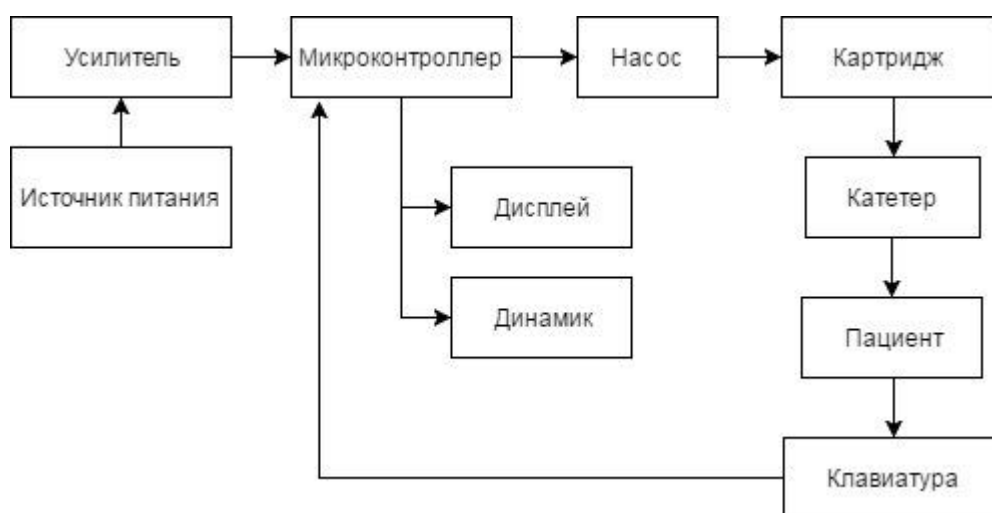 Усилитель
Микроконтроллер
Насос
Картридж
Источник питания
Дисплей
Катетер
Динамик
Пациент
Клавиатура